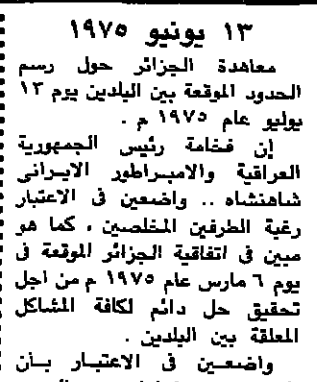 ١٣ يونيو ١٩٧٥
معاهدة الجزائر حول رسم
الحدود الموقعة بين البلدين يوم ١٣
يوليو عام ١٩٧٥ م .
إن فخامة رئيس الجمهورية
العراقية والامبراطور الايرانى
شاهنشاه .. واضعين فى الاعتبار
رغبة الطرفين المخلصين ، كما هو
مبين فى اتفاقية الجزائر الموقعة فى
يوم ٦ مارس عام ١٩٧٥ م من اجل
تحقيق حل دائم لكافة المشاكل
المعلقة بين البلدين .
واضعين فى الاعتبار بأن